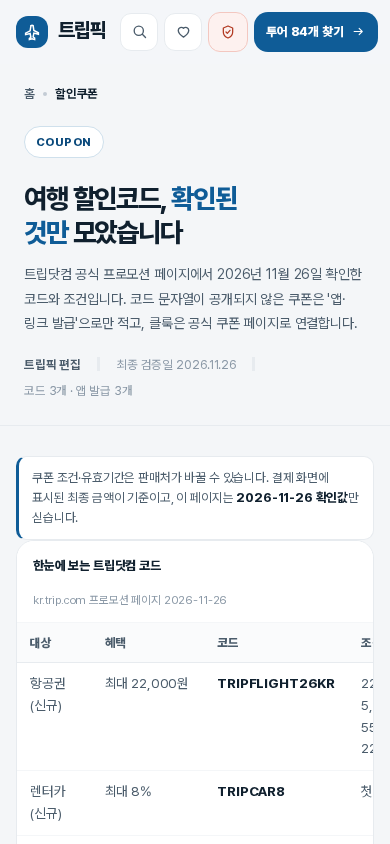 트립픽
투어 84개 찾기 →
홈 • 할인쿠폰
COUPON
여행 할인코드, 확인된
것만 모았습니다
트립닷컴 공식 프로모션 페이지에서 2026년 11월 26일 확인한
코드와 조건입니다. 코드 문자열이 공개되지 않은 쿠폰은 '앱·
링크 발급'으로만 적고, 클룩은 공식 쿠폰 페이지로 연결합니다.
트립픽 편집 | 최종 검증일 2026.11.26 |
코드 3개 · 앱 발급 3개
쿠폰 조건·유효기간은 판매처가 바꿀 수 있습니다. 결제 화면에
표시된 최종 금액이 기준이고, 이 페이지는 2026-11-26 확인값만
싣습니다.
한눈에 보는 트립닷컴 코드
kr.trip.com 프로모션 페이지 2026-11-26
대상 혜택 코드
항공권 최대 22,000원 TRIPFLIGHT26KR 22
(신규) 5,
55
22
렌터카 최대 8% TRIPCAR8 첫
(신규)